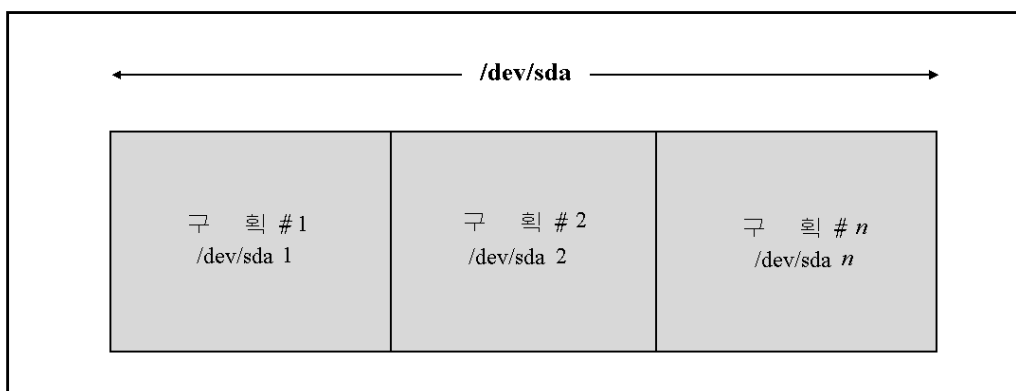 /dev/sda
구 획 # 1
/dev/sda 1
구 획 # 2
/dev/sda 2
구 획 # n
/dev/sda n